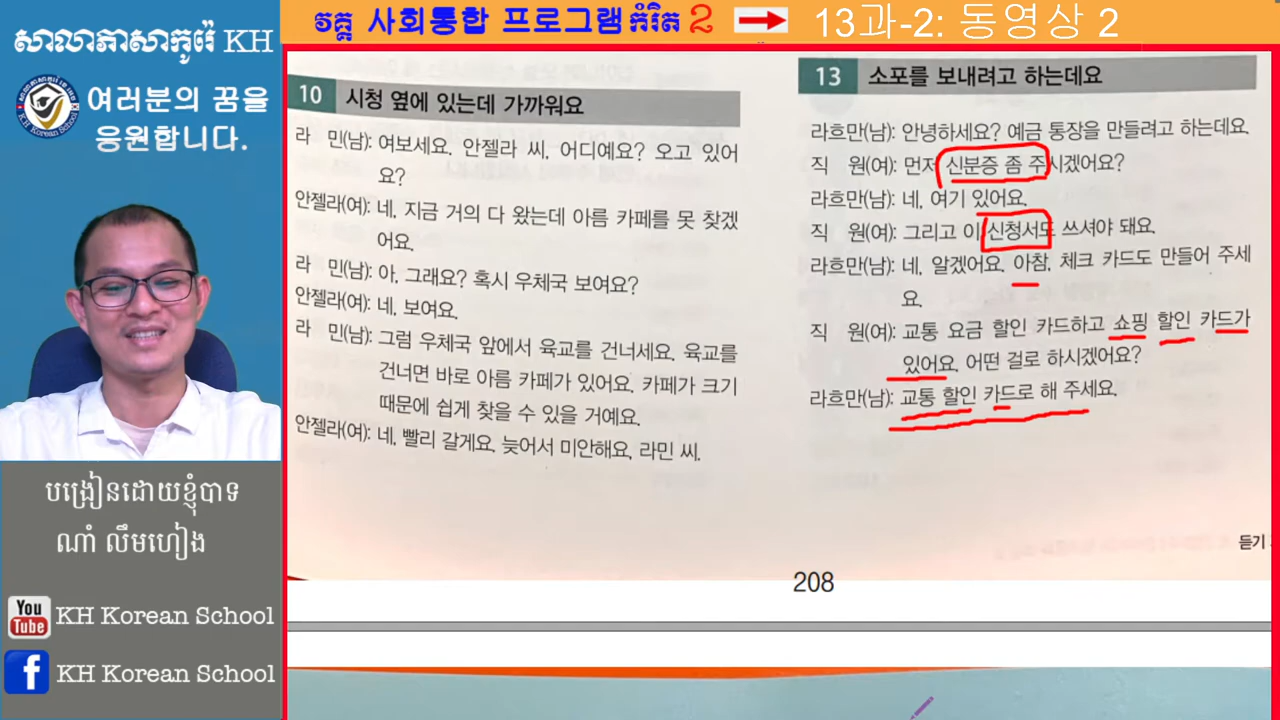 សាលាភាសាកូរ៉េ KH
여러분의 꿈을
응원합니다.
បង្រៀនដោយខ្ញុំបាទ
ណាំ លឹមហៀង
You Tube KH Korean School
f KH Korean School
វគ្គ 사회통합 프로그램 កំរិត 2 13과-2: 동영상 2
10 시청 옆에 있는데 가까워요
라 민(남): 여보세요. 안젤라 씨, 어디예요? 오고 있어
요?
안젤라(여): 네, 지금 거의 다 왔는데 아름 카페를 못 찾겠
어요.
라 민(남): 아, 그래요? 혹시 우체국 보여요?
안젤라(여): 네, 보여요.
라 민(남): 그럼 우체국 앞에서 육교를 건너세요. 육교를
건너면 바로 아름 카페가 있어요. 카페가 크기
때문에 쉽게 찾을 수 있을 거예요.
안젤라(여): 네, 빨리 갈게요. 늦어서 미안해요, 라민 씨.
13 소포를 보내려고 하는데요
라흐만(남): 안녕하세요? 예금 통장을 만들려고 하는데요.
직 원(여): 먼저 신분증 좀 주시겠어요?
라흐만(남): 네, 여기 있어요.
직 원(여): 그리고 이 신청서도 쓰셔야 돼요.
라흐만(남): 네, 알겠어요. 아참, 체크 카드도 만들어 주세
요.
직 원(여): 교통 요금 할인 카드하고 쇼핑 할인 카드가
있어요. 어떤 걸로 하시겠어요?
라흐만(남): 교통 할인 카드로 해 주세요.
듣기
208